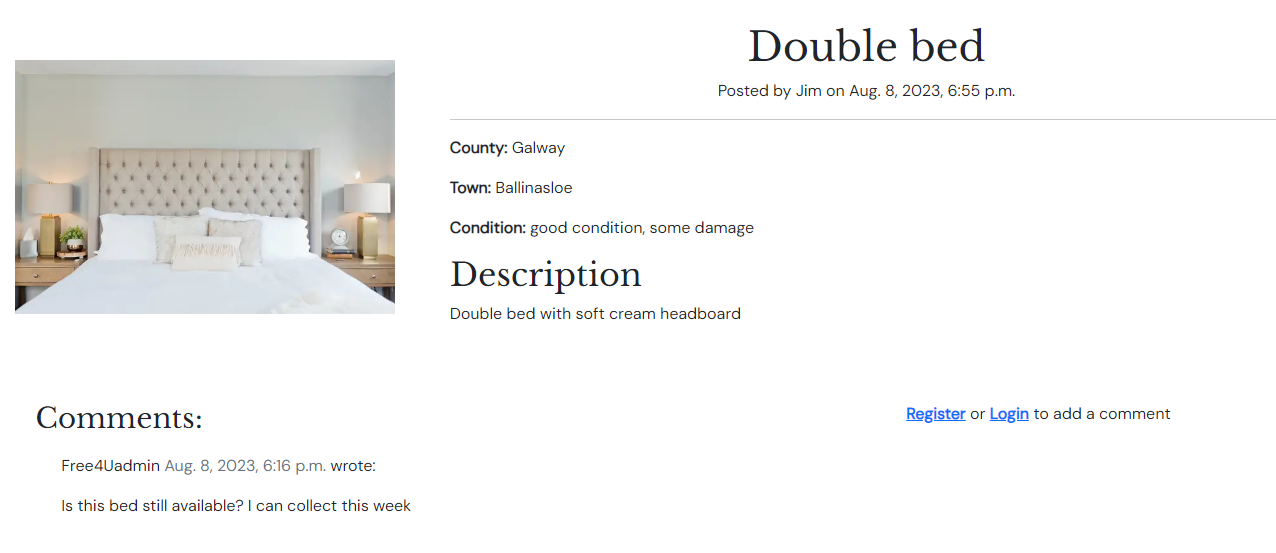 Double bed
Posted by Jim on Aug. 8, 2023, 6:55 p.m.
County: Galway
Town: Ballinasloe
Condition: good condition, some damage
Description
Double bed with soft cream headboard
Comments:
Register or Login to add a comment
Free4Uadmin Aug. 8, 2023, 6:16 p.m. wrote:
Is this bed still available? I can collect this week